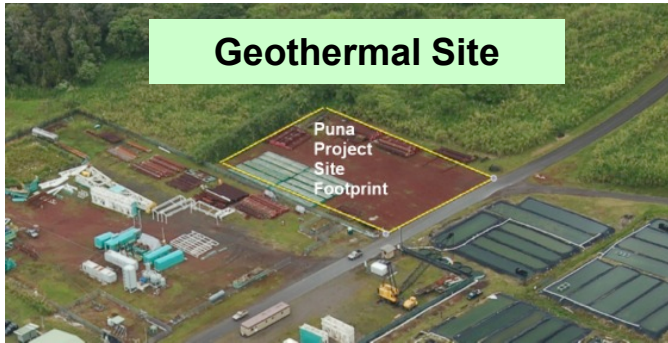 Geothermal Site
Puna
Project
Site
Footprint